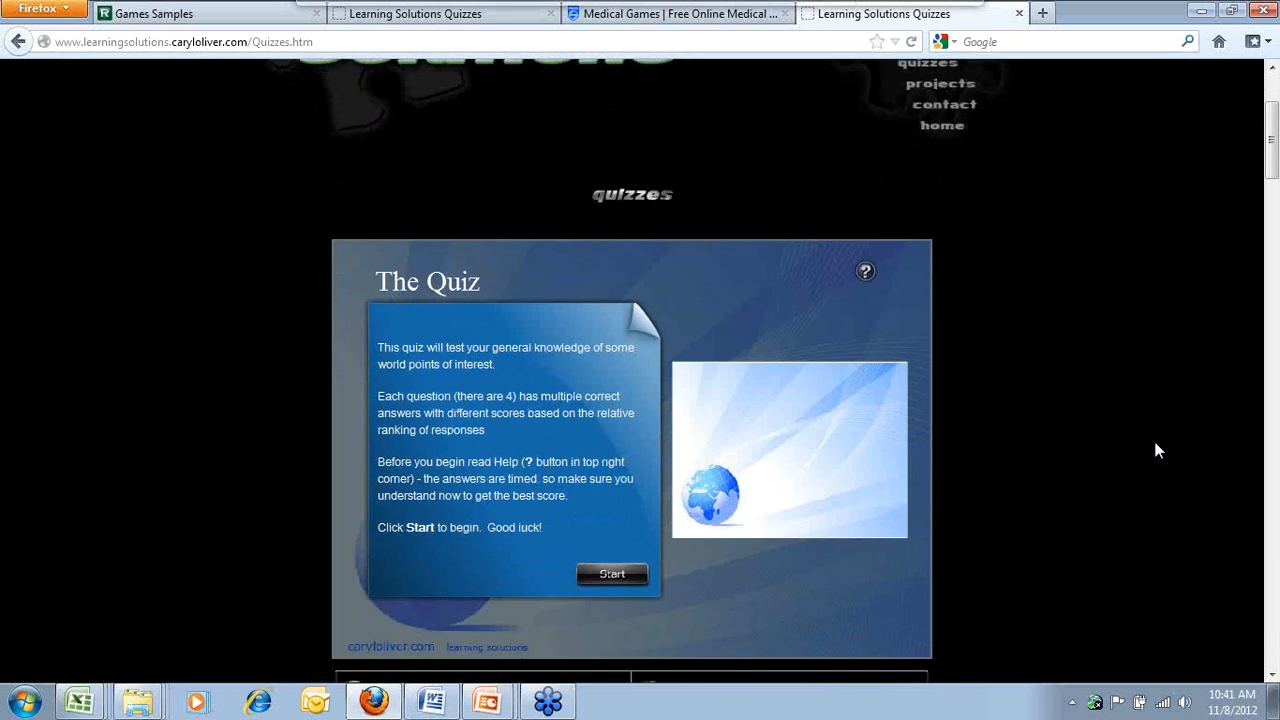 Firefox
Games Samples
Learning Solutions Quizzes
Medical Games | Free Online Medical ...
Learning Solutions Quizzes
www.learningsolutions.caryloliver.com/Quizzes.htm
Google
quizzes
projects
contact
home
quizzes
The Quiz
?
This quiz will test your general knowledge of some
world points of interest.
Each question (there are 4) has multiple correct
answers with different scores based on the relative
ranking of responses
Before you begin read Help (? button in top right
corner) - the answers are timed so make sure you
understand now to get the best score.
Click Start to begin. Good luck!
Start
caryloliver.com learning solutions
10:41 AM
11/8/2012